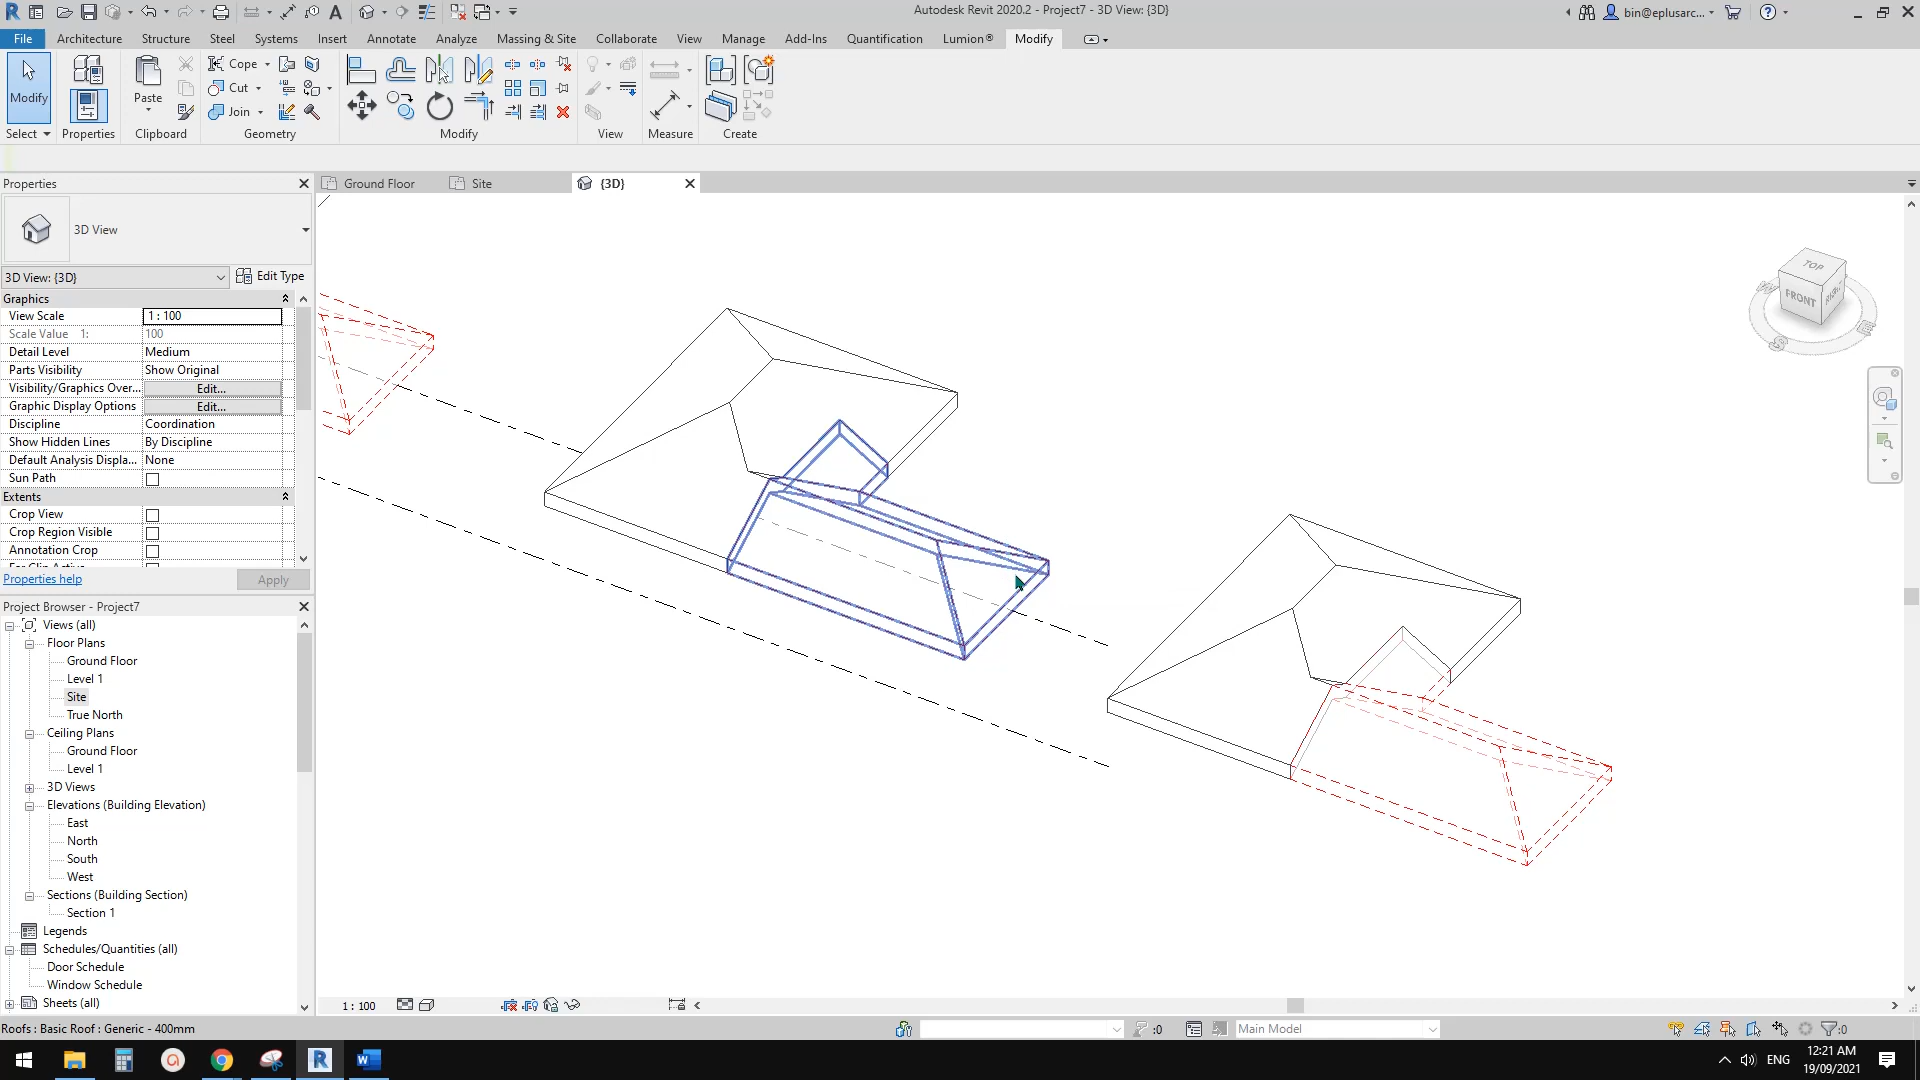 Autodesk Revit 2020.2 - Project7 - 3D View: {3D}
bin@eplusarc...
File Architecture Structure Steel Systems Insert Annotate Analyze Massing & Site Collaborate View Manage Add-Ins Quantification Lumion® Modify
Modify
Paste
Cope
Cut
Join
Select Properties Clipboard Geometry Modify View Measure Create
Properties
Ground Floor
Site
{3D}
3D View
3D View: {3D}
Edit Type
Graphics
View Scale 1 : 100
Scale Value 1: 100
Detail Level Medium
Parts Visibility Show Original
Visibility/Graphics Over... Edit...
Graphic Display Options Edit...
Discipline Coordination
Show Hidden Lines By Discipline
Default Analysis Displa... None
Sun Path
Extents
Crop View
Crop Region Visible
Annotation Crop
Properties help
Apply
TOP
FRONT
RIGHT
W
E
S
Project Browser - Project7
Views (all)
Floor Plans
Ground Floor
Level 1
Site
True North
Ceiling Plans
Ground Floor
Level 1
3D Views
Elevations (Building Elevation)
East
North
South
West
Sections (Building Section)
Section 1
Legends
Schedules/Quantities (all)
Door Schedule
Window Schedule
Sheets (all)
1 : 100
Roofs : Basic Roof : Generic - 400mm
:0
Main Model
:0
ENG
12:21 AM
19/09/2021